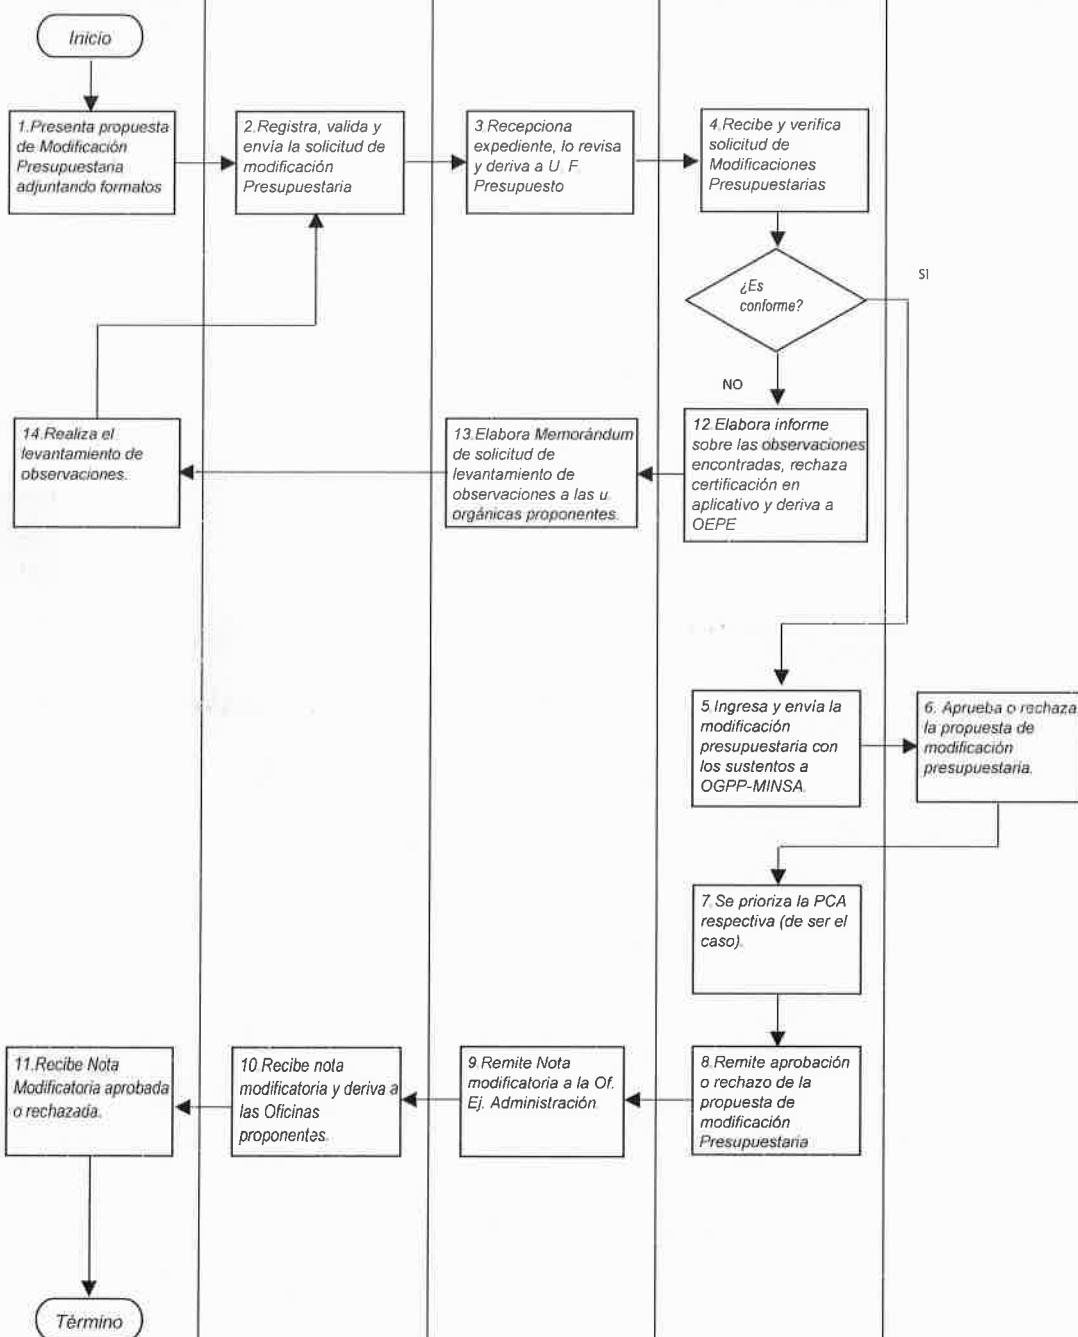 Inicio
1.Presenta propuesta
de Modificación
Presupuestaria
adjuntando formatos
2.Registra, valida y
envía la solicitud de
modificación
Presupuestaria
3.Recepciona
expediente, lo revisa
y deriva a U. F.
Presupuesto
4.Recibe y verifica
solicitud de
Modificaciones
Presupuestarias
¿Es
conforme?
SI
NO
14.Realiza el
levantamiento de
observaciones.
13.Elabora Memorándum
de solicitud de
levantamiento de
observaciones a las u.
orgánicas proponentes.
12.Elabora informe
sobre las observaciones
encontradas, rechaza
certificación en
aplicativo y deriva a
OEPE
5.Ingresa y envía la
modificación
presupuestaria con
los sustentos a
OGPP-MINSA.
6. Aprueba o rechaza
la propuesta de
modificación
presupuestaria.
7.Se prioriza la PCA
respectiva (de ser el
caso).
11.Recibe Nota
Modificatoria aprobada
o rechazada.
10.Recibe nota
modificatoria y deriva a
las Oficinas
proponentes.
9.Remite Nota
modificatoria a la Of.
Ej. Administración.
8.Remite aprobación
o rechazo de la
propuesta de
modificación
Presupuestaria
Término